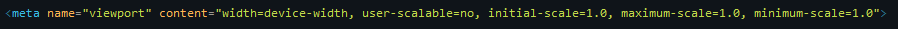 <meta name="viewport" content="width=device-width, user-scalable=no, initial-scale=1.0, maximum-scale=1.0, minimum-scale=1.0">